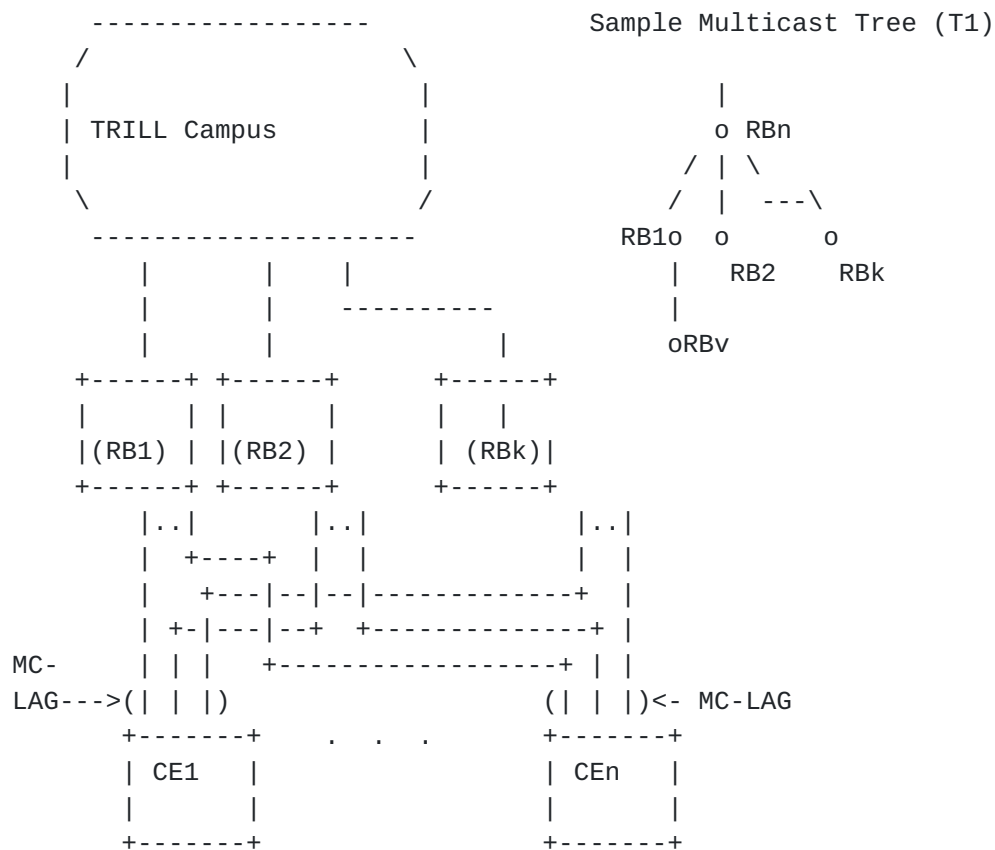 Sample Multicast Tree (T1)
TRILL Campus
o RBn
RB1o o o
RB2 RBk
oRBv
(RB1) (RB2) (RBk)
|..| |..| |..|
MC-
LAG--->(| | |) (| | |)<- MC-LAG
. . .
CE1 CEn